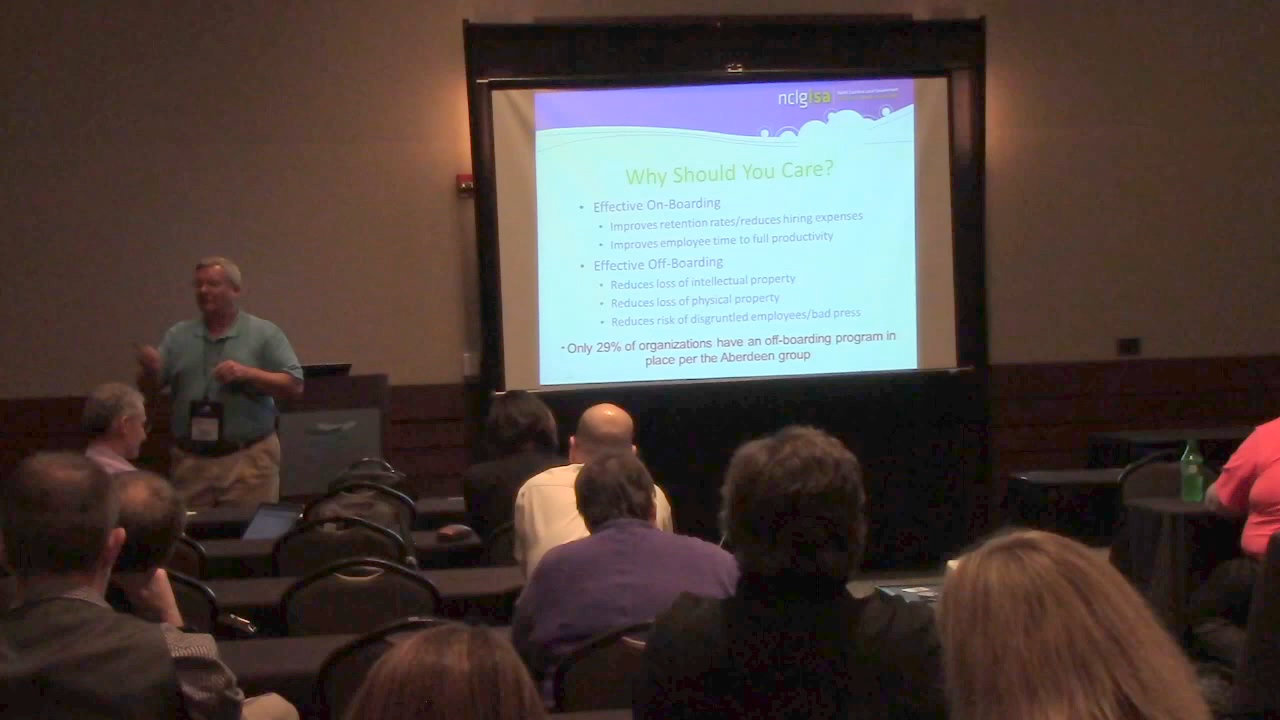 nclgisa
Why Should You Care?
• Effective On-Boarding
• Improves retention rates/reduces hiring expenses
• Improves employee time to full productivity
• Effective Off-Boarding
• Reduces loss of intellectual property
• Reduces loss of physical property
• Reduces risk of disgruntled employees/bad press
• Only 29% of organizations have an off-boarding program in
place per the Aberdeen group